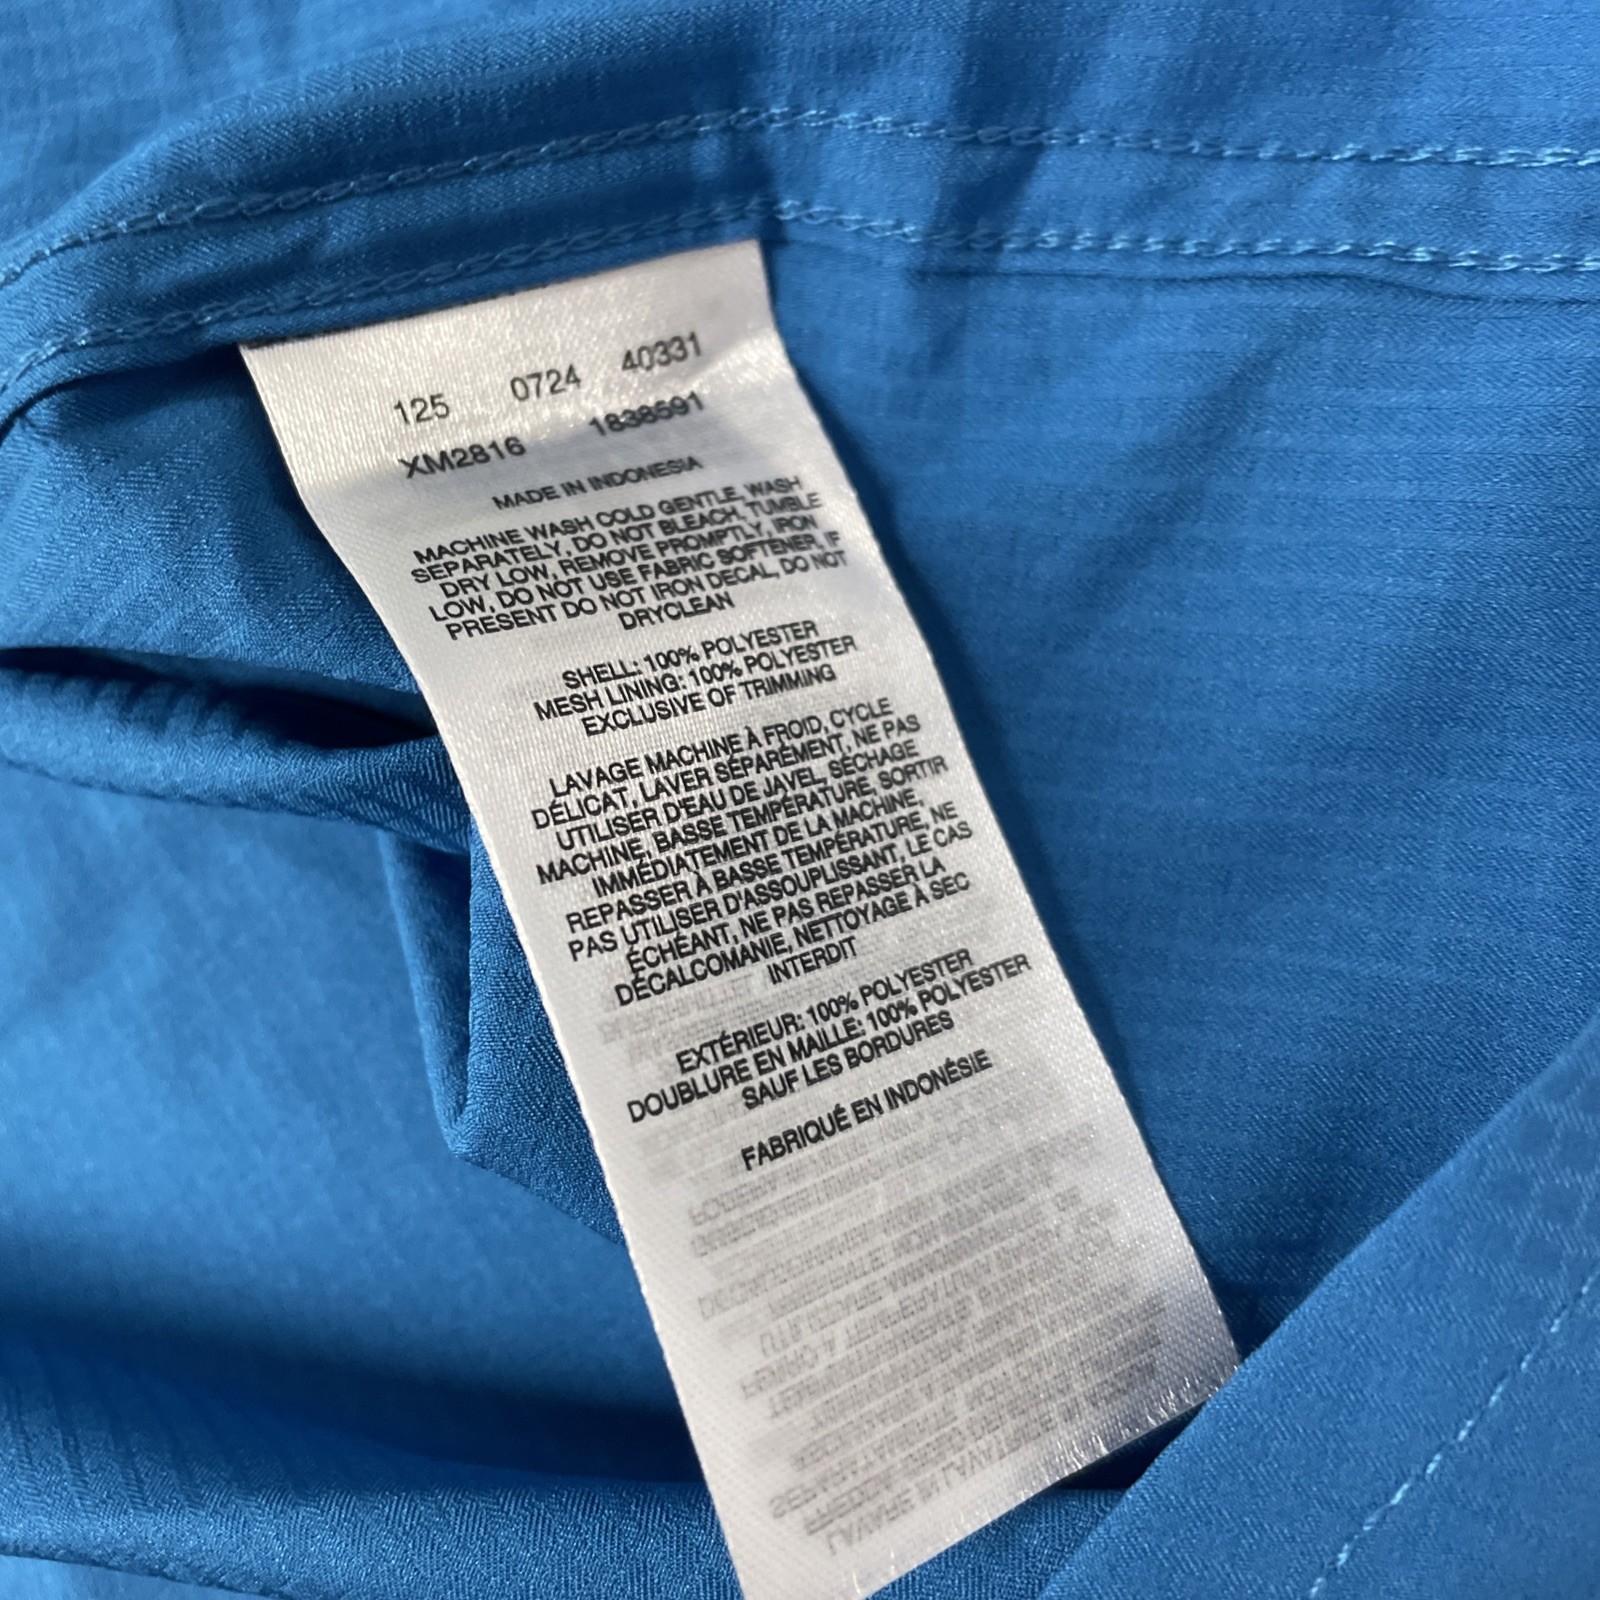 125 0724 40331
XM2816 1838591
MADE IN INDONESIA
MACHINE WASH COLD GENTLE, WASH
SEPARATELY, DO NOT BLEACH, TUMBLE
DRY LOW, REMOVE PROMPTLY, IRON
LOW, DO NOT USE FABRIC SOFTENER, IF
PRESENT DO NOT IRON DECAL, DO NOT
DRYCLEAN
SHELL: 100% POLYESTER
MESH LINING: 100% POLYESTER
EXCLUSIVE OF TRIMMING
LAVAGE MACHINE À FROID, CYCLE
DÉLICAT, LAVER SÉPARÉMENT, NE PAS
UTILISER D'EAU DE JAVEL, SÉCHAGE
MACHINE, BASSE TEMPÉRATURE, SORTIR
IMMÉDIATEMENT DE LA MACHINE,
REPASSER À BASSE TEMPÉRATURE, NE
PAS UTILISER D'ASSOUPLISSANT, LE CAS
ÉCHÉANT, NE PAS REPASSER LA
DÉCALCOMANIE, NETTOYAGE À SEC
INTERDIT
EXTÉRIEUR: 100% POLYESTER
DOUBLURE EN MAILLE: 100% POLYESTER
SAUF LES BORDURES
FABRIQUÉ EN INDONÉSIE